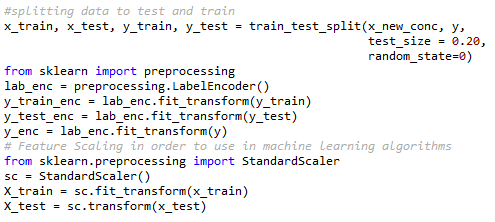 #splitting data to test and train
x_train, x_test, y_train, y_test = train_test_split(x_new_conc, y,
test_size = 0.20,
random_state=0)
from sklearn import preprocessing
lab_enc = preprocessing.LabelEncoder()
y_train_enc = lab_enc.fit_transform(y_train)
y_test_enc = lab_enc.fit_transform(y_test)
y_enc = lab_enc.fit_transform(y)
# Feature Scaling in order to use in machine learning algorithms
from sklearn.preprocessing import StandardScaler
sc = StandardScaler()
X_train = sc.fit_transform(x_train)
X_test = sc.transform(x_test)